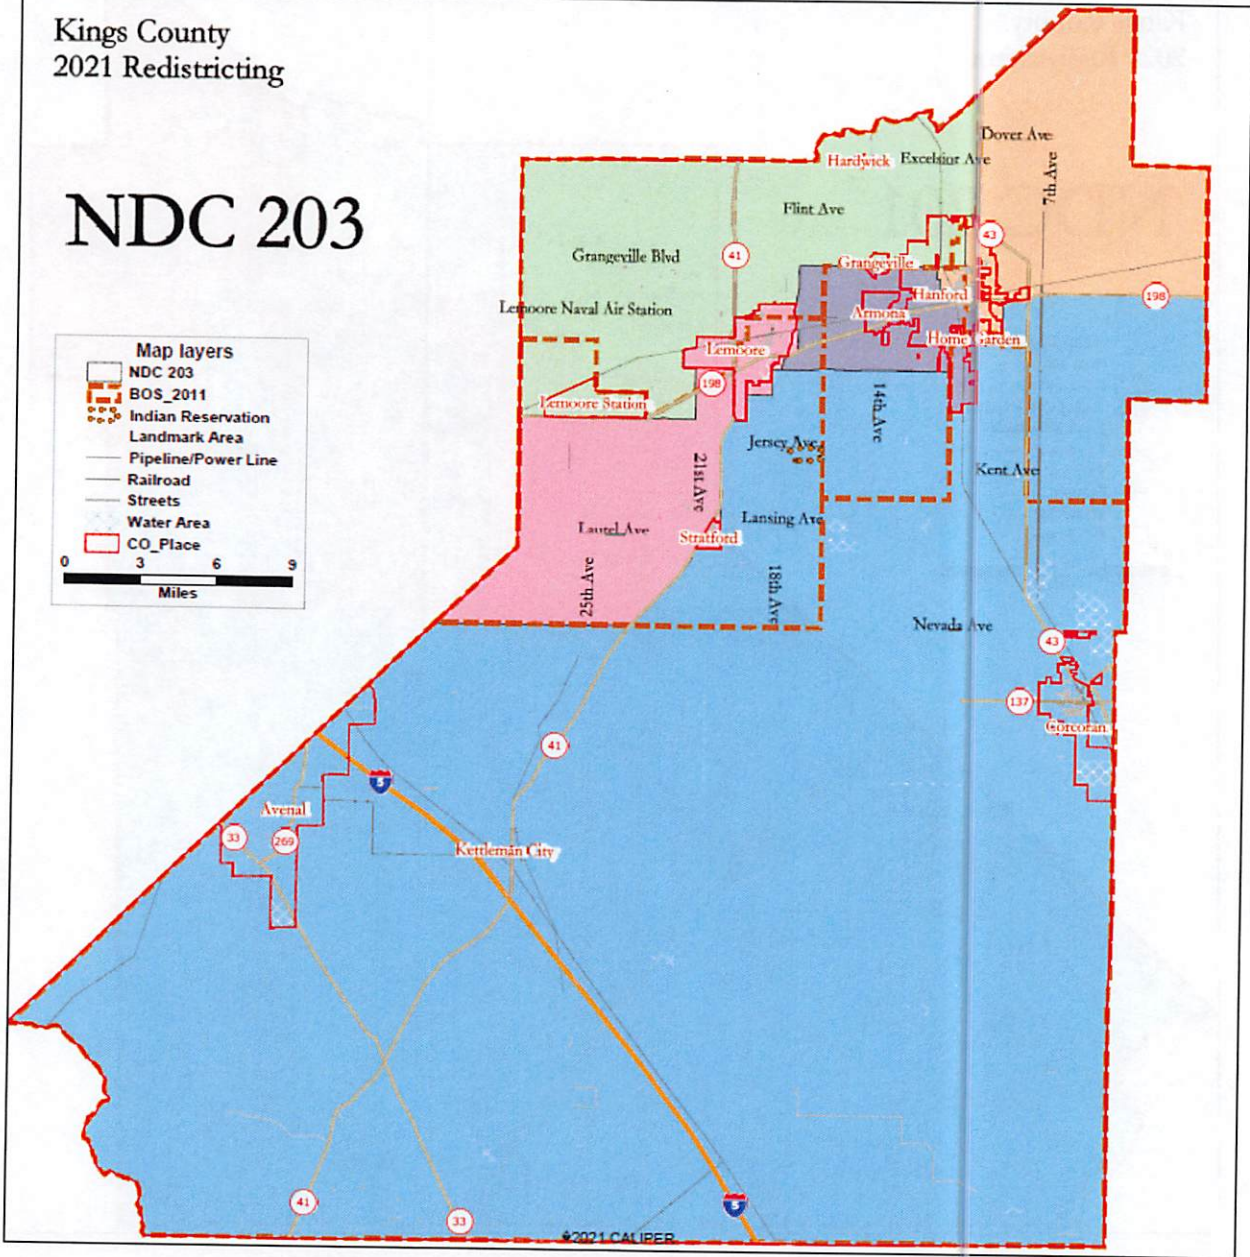 Kings County
2021 Redistricting
NDC 203
Map layers
NDC 203
BOS_2011
Indian Reservation
Landmark Area
Pipeline/Power Line
Railroad
Streets
Water Area
CO_Place
0 3 6 9
Miles
Dover Ave
Hardwick
Excelsior Ave
7th Ave
Flint Ave
43
Grangeville Blvd
41
Grangeville
Hanford
198
Lemoore Naval Air Station
Armona
Home Garden
Lemoore
198
Lemoore Station
14th Ave
Jersey Ave
21st Ave
Kent Ave
Laurel Ave
Lansing Ave
Stratford
25th Ave
18th Ave
Nevada Ave
43
137
Corcoran
41
5
Avenal
33
269
Kettleman City
41
33
5
©2021 CALIPER